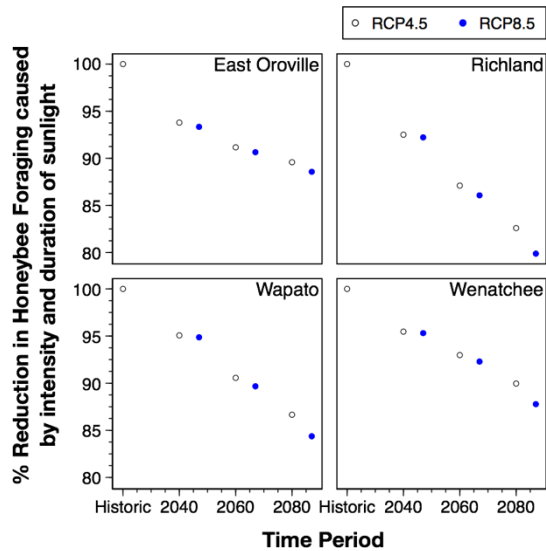 RCP4.5 RCP8.5
% Reduction in Honeybee Foraging caused
by intensity and duration of sunlight
East Oroville
100
95
90
85
80
Richland
Wapato
100
95
90
85
80
Wenatchee
Historic 2040 2060 2080
Historic 2040 2060 2080
Time Period